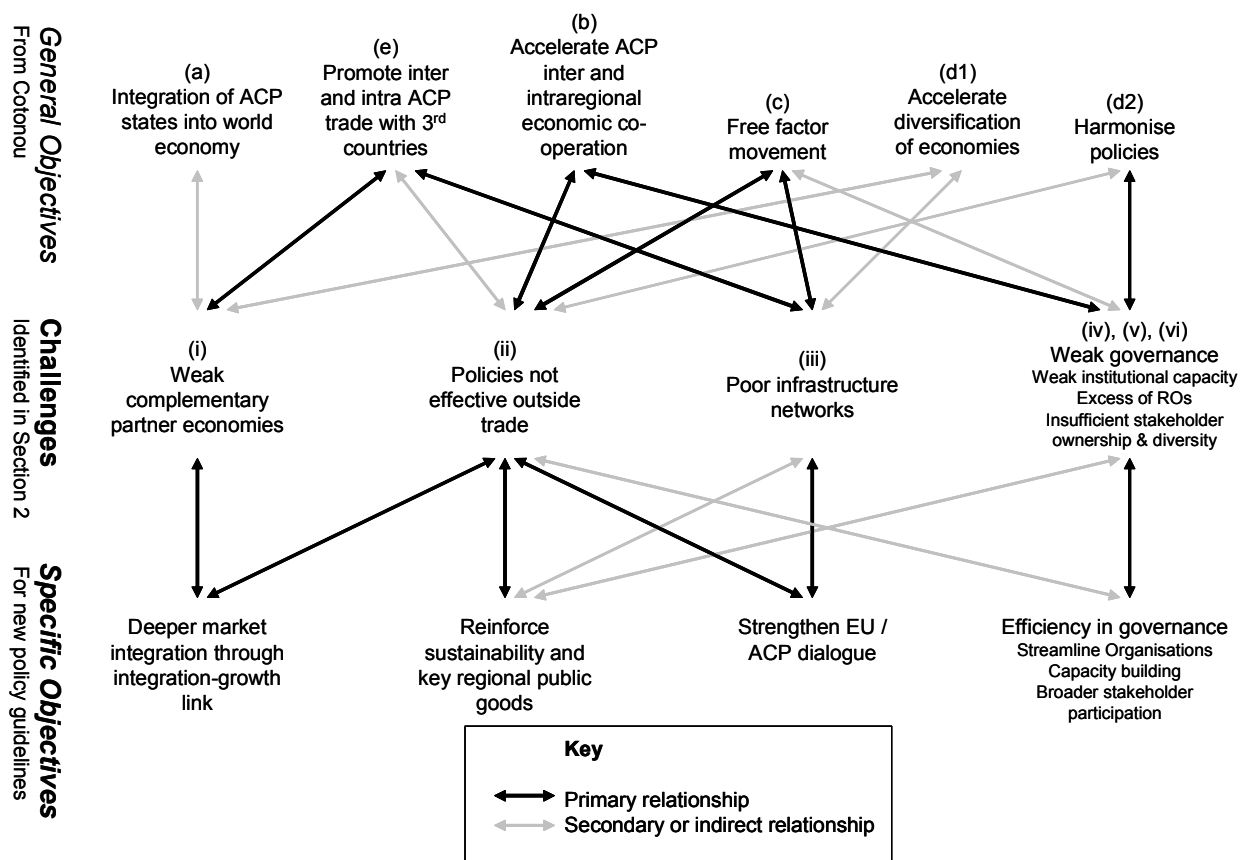 General Objectives
From Cotonou
(a)
Integration of ACP
states into world
economy
(e)
Promote inter
and intra ACP
trade with 3rd
countries
(b)
Accelerate ACP
inter and
intraregional
economic co-
operation
(c)
Free factor
movement
(d1)
Accelerate
diversification
of economies
(d2)
Harmonise
policies
Challenges
Identified in Section 2
(i)
Weak
complementary
partner economies
(ii)
Policies not
effective outside
trade
(iii)
Poor infrastructure
networks
(iv), (v), (vi)
Weak governance
Weak institutional capacity
Excess of ROs
Insufficient stakeholder
ownership & diversity
Specific Objectives
For new policy guidelines
Deeper market
integration through
integration-growth
link
Reinforce
sustainability and
key regional public
goods
Strengthen EU /
ACP dialogue
Efficiency in governance
Streamline Organisations
Capacity building
Broader stakeholder
participation
Key
Primary relationship
Secondary or indirect relationship